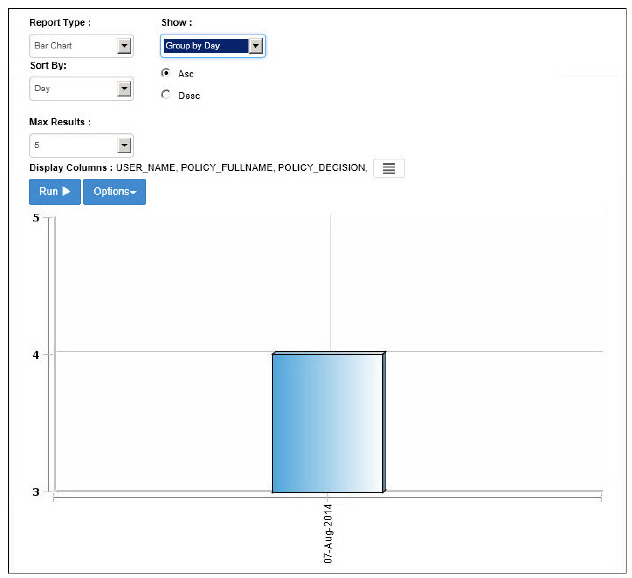 Report Type : Show :
Bar Chart Group by Day
Sort By: Asc
Day Desc
Max Results :
5
Display Columns : USER_NAME, POLICY_FULLNAME, POLICY_DECISION,
Run Options
5
4
3
07-Aug-2014